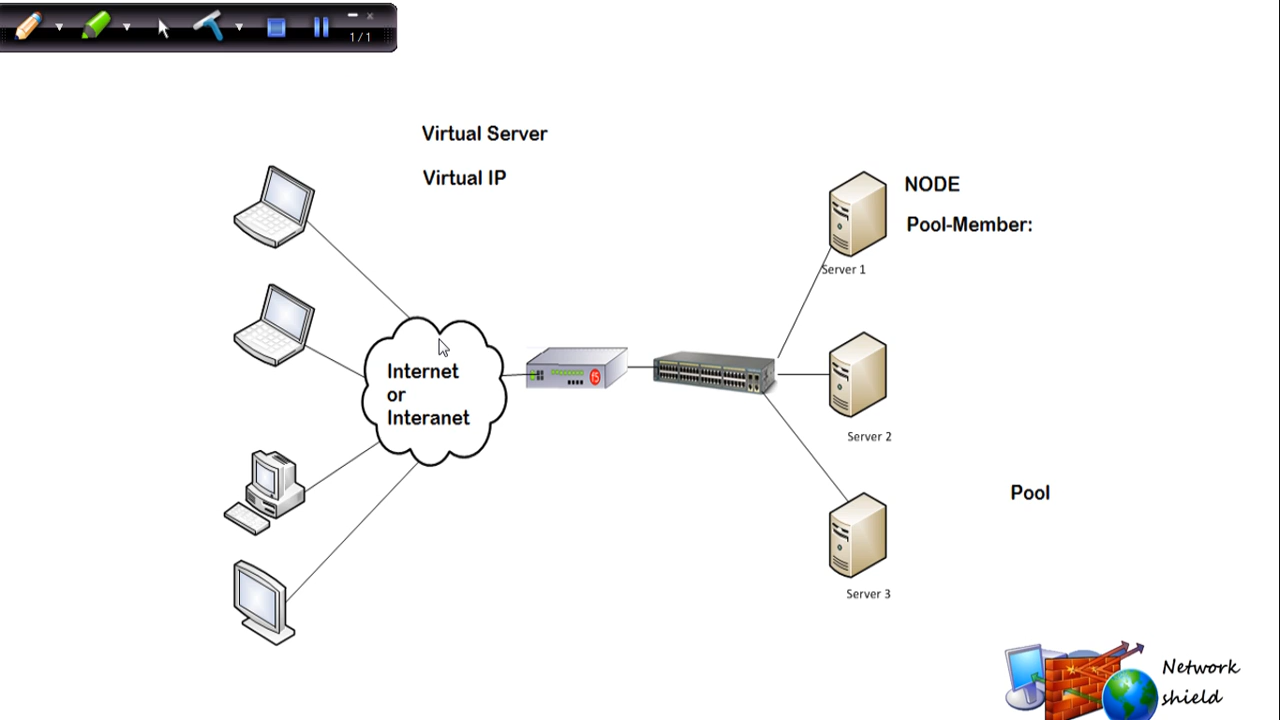 1/1
Virtual Server
Virtual IP
NODE
Pool-Member:
Server 1
Internet
or
Interanet
f5
Server 2
Pool
Server 3
Network
shield